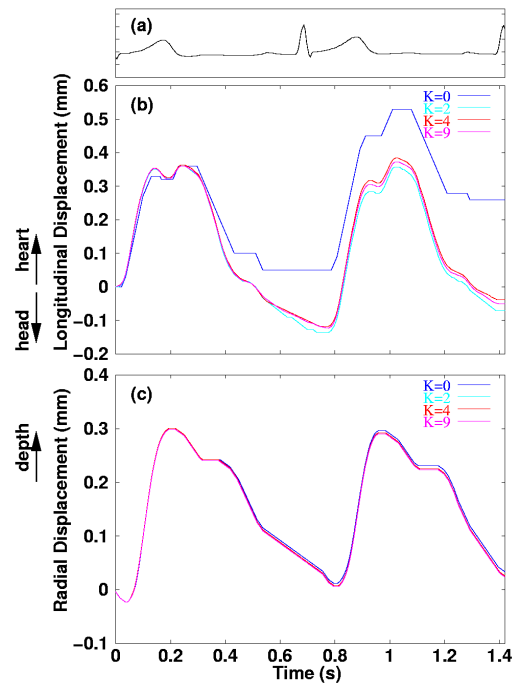 (a)
0.6
0.5
0.4
0.3
0.2
0.1
0
-0.1
-0.2
(b)
K=0
K=2
K=4
K=9
Longitudinal Displacement (mm)
heart
head
0.4
0.3
0.2
0.1
0
-0.1
(c)
K=0
K=2
K=4
K=9
Radial Displacement (mm)
depth
0 0.2 0.4 0.6 0.8 1 1.2 1.4
Time (s)